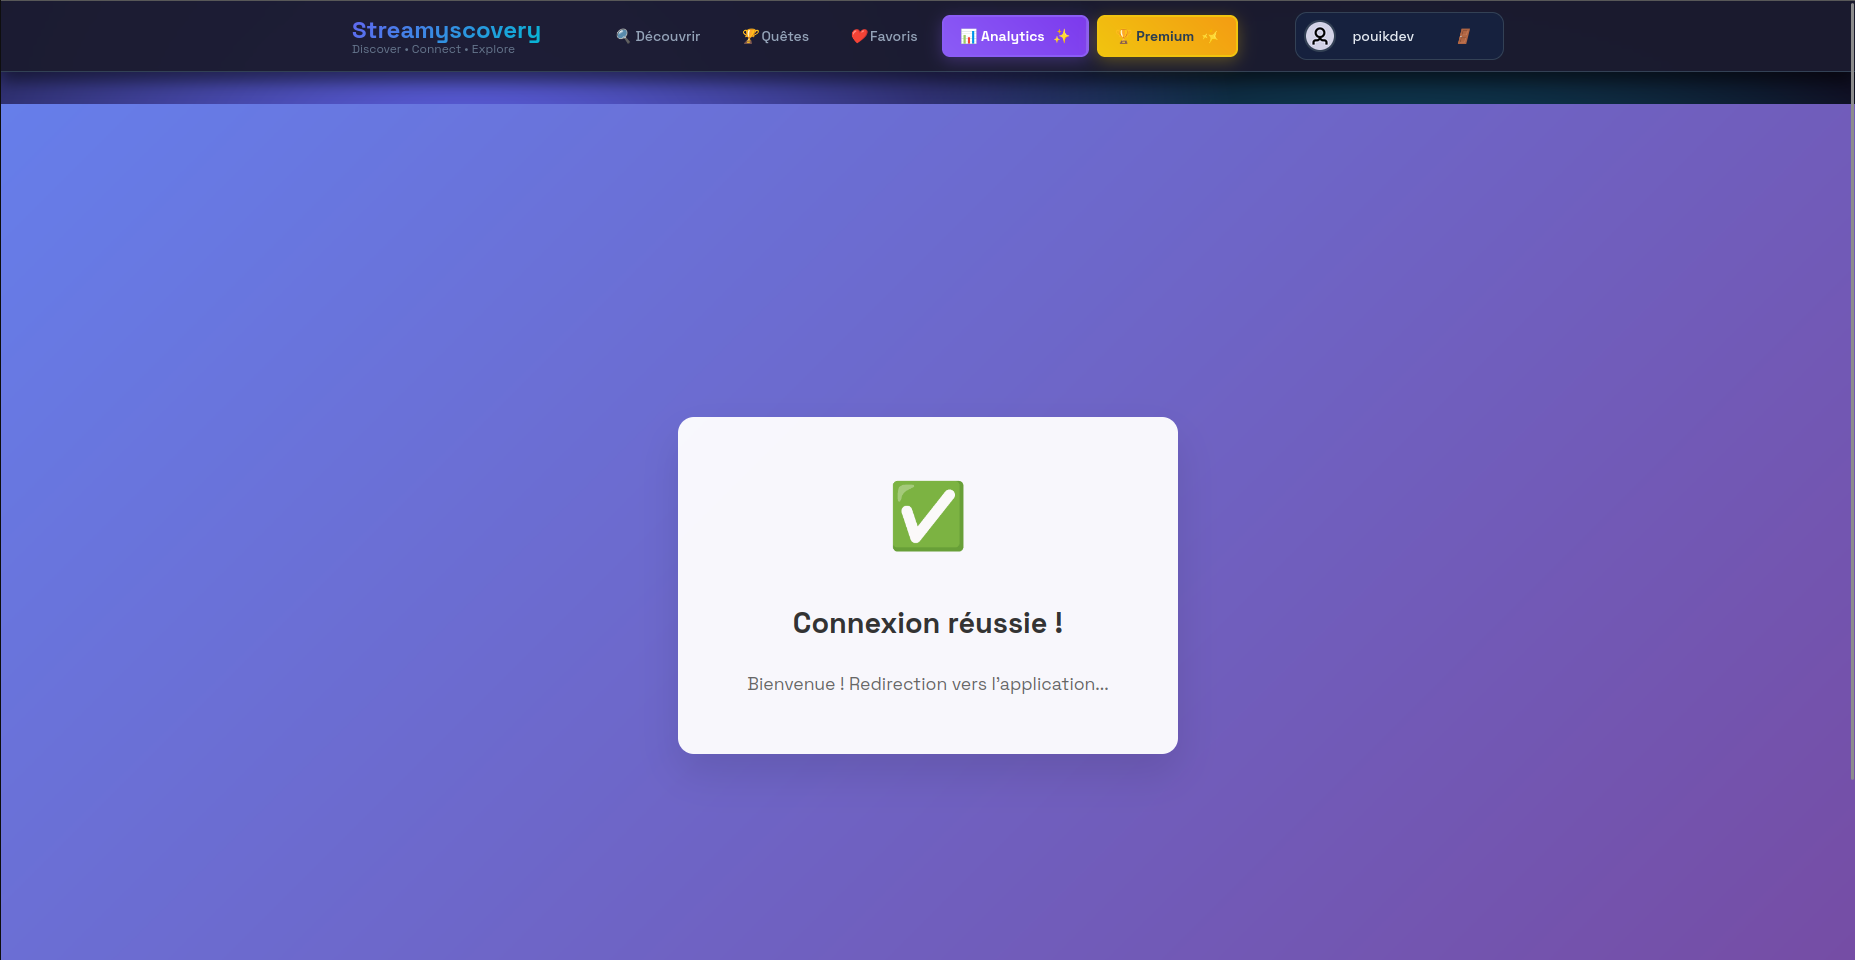 Streamyscovery
Discover • Connect • Explore
Découvrir
Quêtes
Favoris
Analytics
Premium
pouikdev
Connexion réussie !
Bienvenue ! Redirection vers l'application...